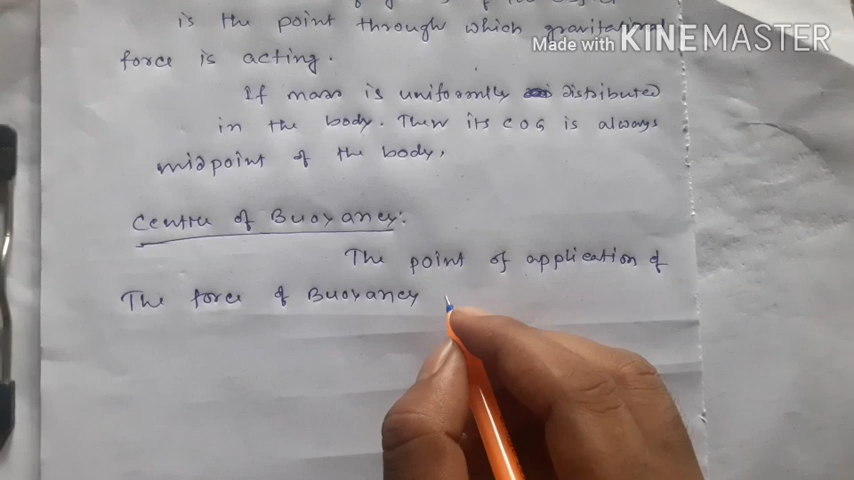 is the point through which gravitational
Made with KINEMASTER
force is acting.
If mass is uniformly distributed
in the body. Then its COG is always
midpoint of the body.
Centre of Buoyancy:
The point of application of
The force of Buoyancy